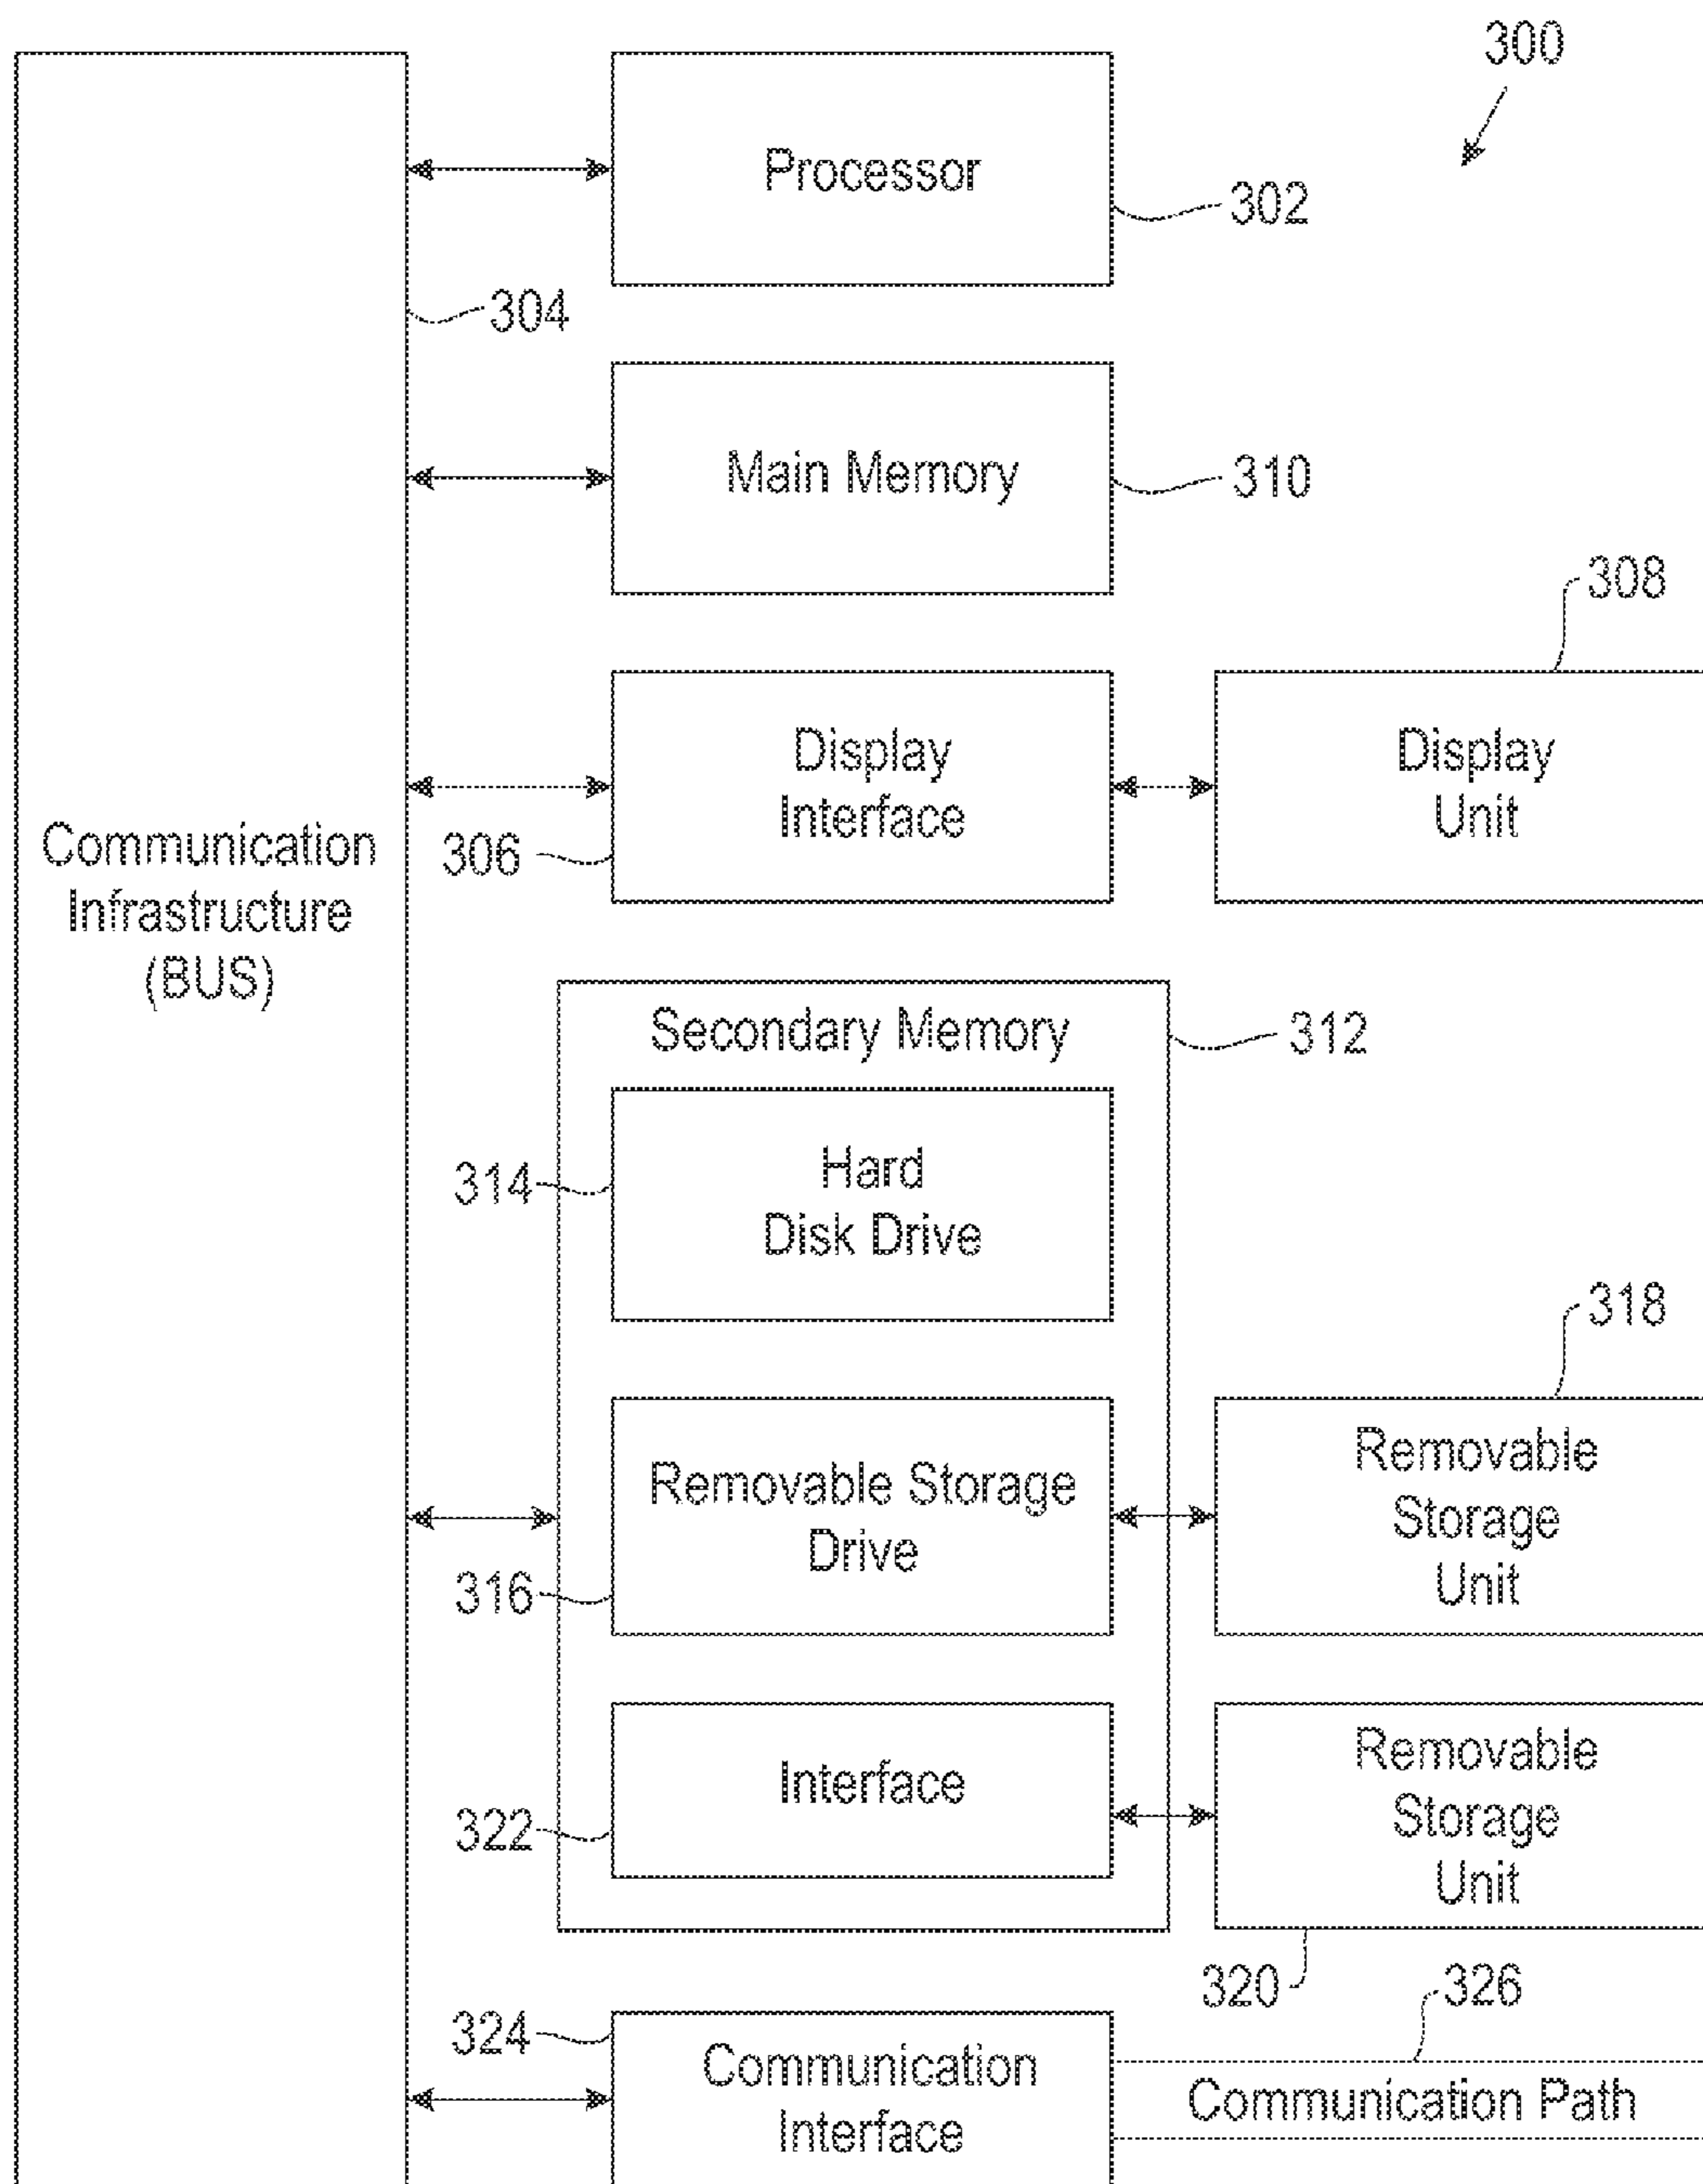 300
Processor
302
304
Main Memory
310
308
Display
Interface
Display
Unit
306
Communication
Infrastructure
(BUS)
Secondary Memory
312
Hard
Disk Drive
314
318
Removable Storage
Drive
Removable
Storage
Unit
316
Interface
Removable
Storage
Unit
322
320
326
324
Communication
Interface
Communication Path